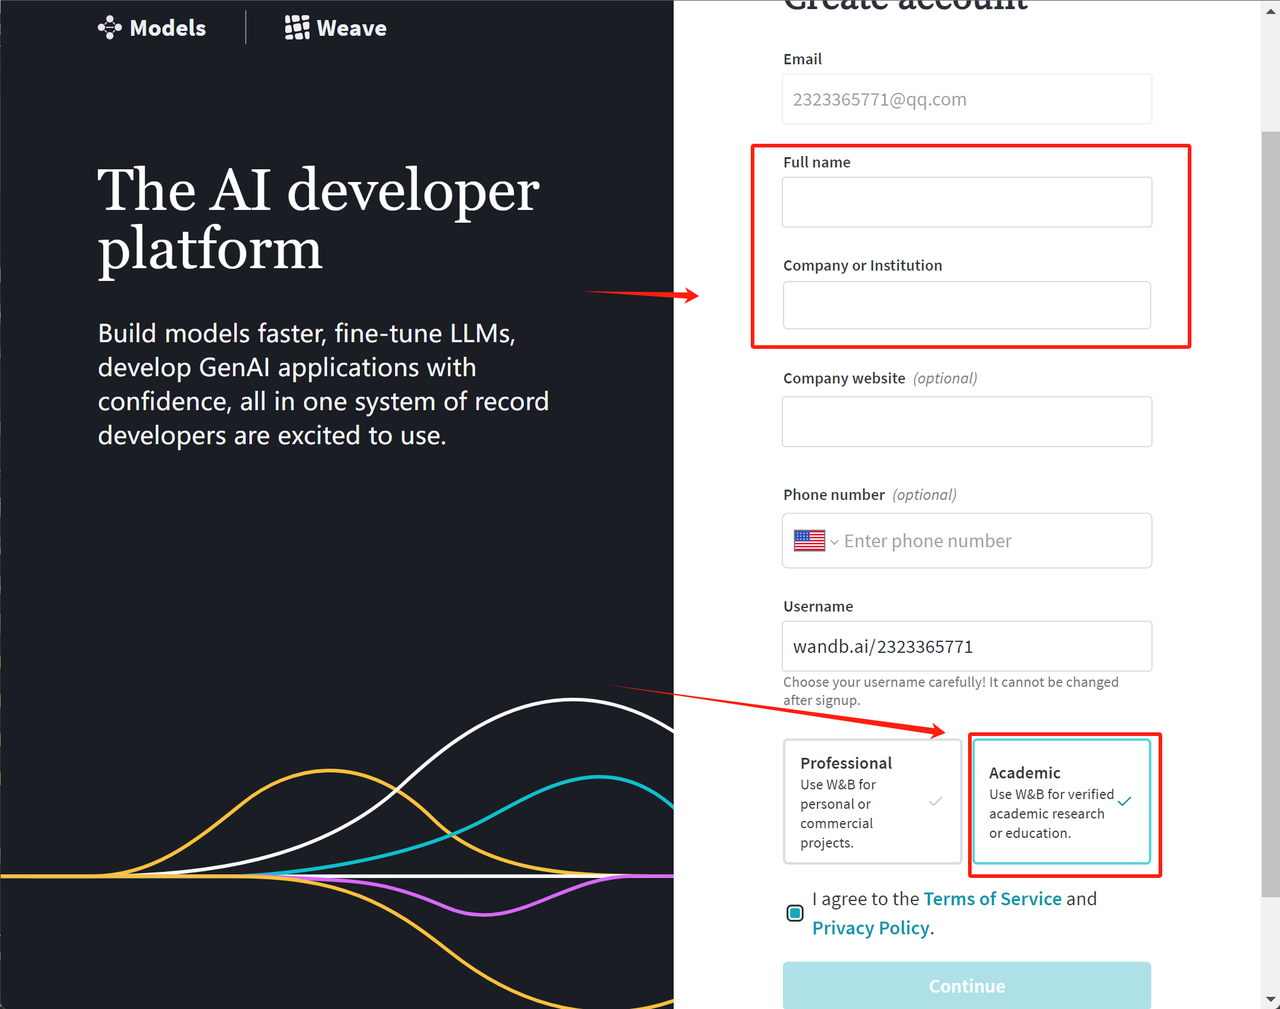 Models
Weave
The AI developer
platform
Build models faster, fine-tune LLMs,
develop GenAI applications with
confidence, all in one system of record
developers are excited to use.
Create account
Email
2323365771@qq.com
Full name
Company or Institution
Company website (optional)
Phone number (optional)
Enter phone number
Username
wandb.ai/2323365771
Choose your username carefully! It cannot be changed
after signup.
Professional
Use W&B for
personal or
commercial
projects.
Academic
Use W&B for verified
academic research
or education.
I agree to the Terms of Service and
Privacy Policy.
Continue